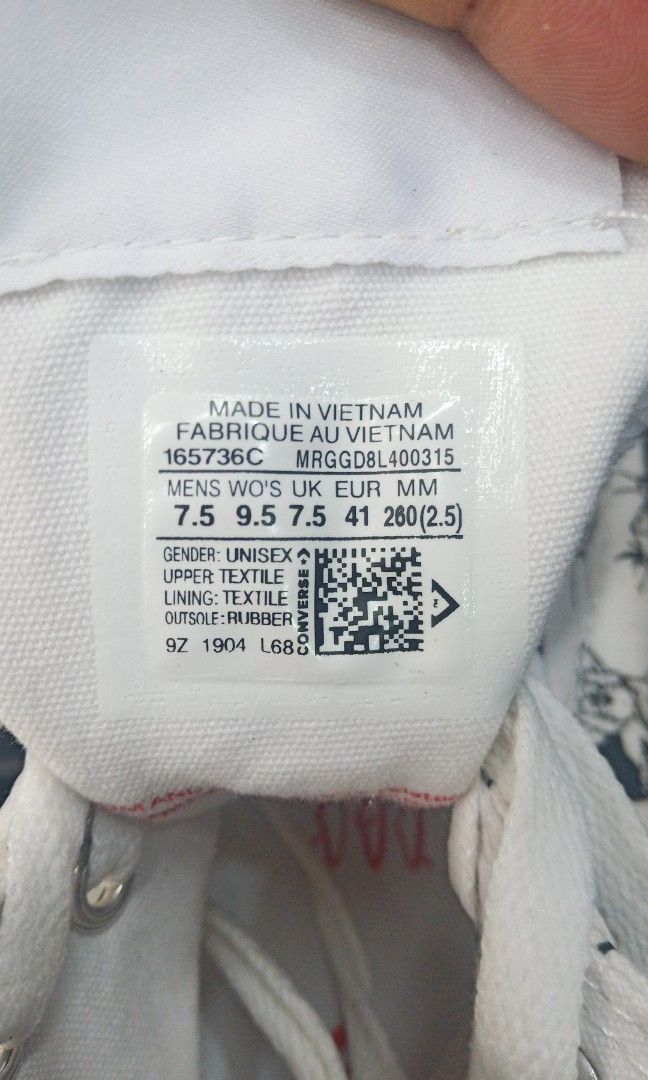 MADE IN VIETNAM
FABRIQUE AU VIETNAM
165736C MRGGD8L400315
MENS WO'S UK EUR MM
7.5 9.5 7.5 41 260(2.5)
GENDER: UNISEX
UPPER: TEXTILE
LINING: TEXTILE
OUTSOLE: RUBBER
9Z 1904 L68
CONVERSE